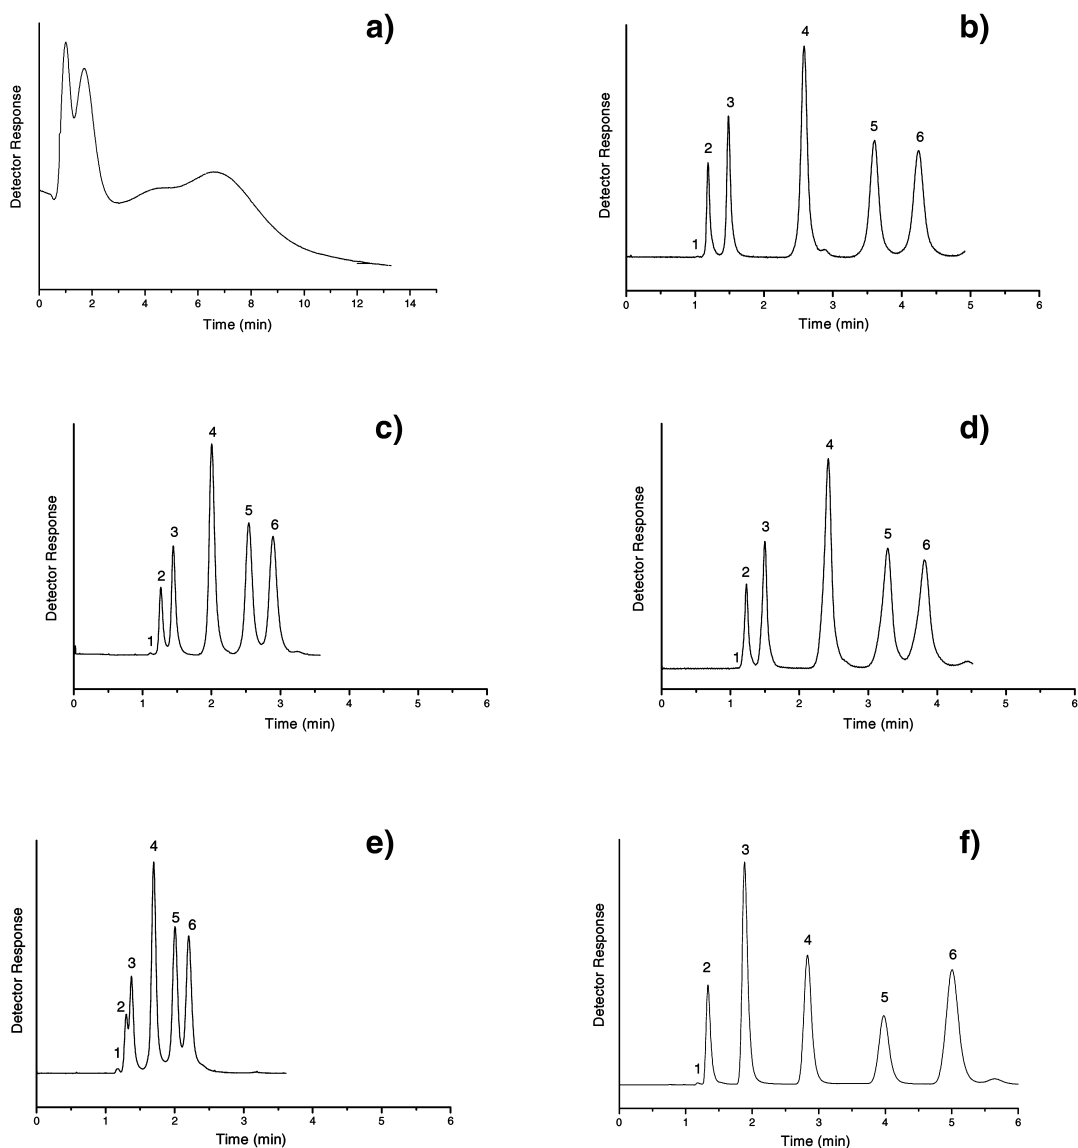 a)
Detector Response
0 2 4 6 8 10 12 14
Time (min)
b)
Detector Response
1 2 3 4 5 6
0 1 2 3 4 5 6
Time (min)
c)
Detector Response
1 2 3 4 5 6
0 1 2 3 4 5 6
Time (min)
d)
Detector Response
1 2 3 4 5 6
0 1 2 3 4 5 6
Time (min)
e)
Detector Response
1 2 3 4 5 6
0 1 2 3 4 5 6
Time (min)
f)
Detector Response
1 2 3 4 5 6
0 1 2 3 4 5 6
Time (min)